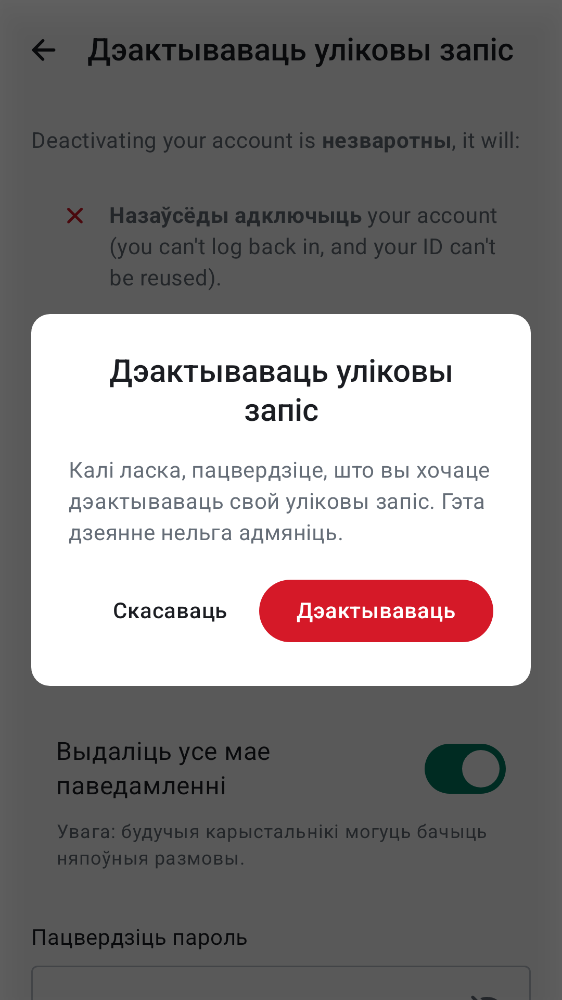 Дэактываваць уліковы запіс
Deactivating your account is незваротны, it will:
Назаўсёды адключыць your account
(you can't log back in, and your ID can't
be reused).
Дэактываваць уліковы
запіс
Калі ласка, пацвердзіце, што вы хочаце
дэактываваць свой уліковы запіс. Гэта
дзеянне нельга адмяніць.
Скасаваць
Дэактываваць
Выдаліць усе мае
паведамленні
Увага: будучыя карыстальнікі могуць бачыць
няпоўныя размовы.
Пацвердзіць пароль